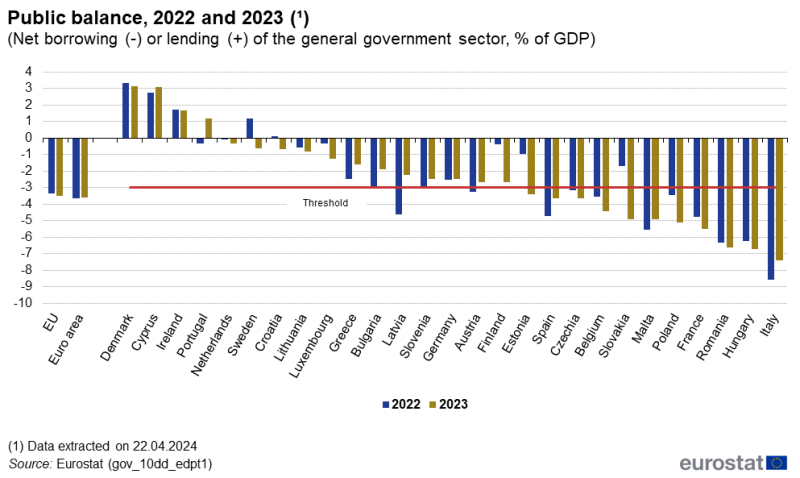 Public balance, 2022 and 2023 (¹)
(Net borrowing (-) or lending (+) of the general government sector, % of GDP)
4
3
2
1
0
-1
-2
-3
-4
-5
-6
-7
-8
-9
-10
Threshold
EU
Euro area
Denmark
Cyprus
Ireland
Portugal
Netherlands
Sweden
Croatia
Lithuania
Luxembourg
Greece
Bulgaria
Latvia
Slovenia
Germany
Austria
Finland
Estonia
Spain
Czechia
Belgium
Slovakia
Malta
Poland
France
Romania
Hungary
Italy
2022 2023
(1) Data extracted on 22.04.2024
Source: Eurostat (gov_10dd_edpt1)
eurostat